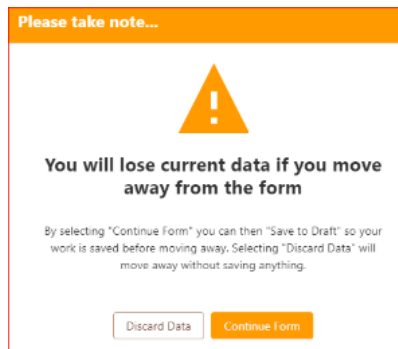 Please take note...
You will lose current data if you move
away from the form
By selecting "Continue Form" you can then "Save to Draft" so your
work is saved before moving away. Selecting "Discard Data" will
move away without saving anything.
Discard Data
Continue Form